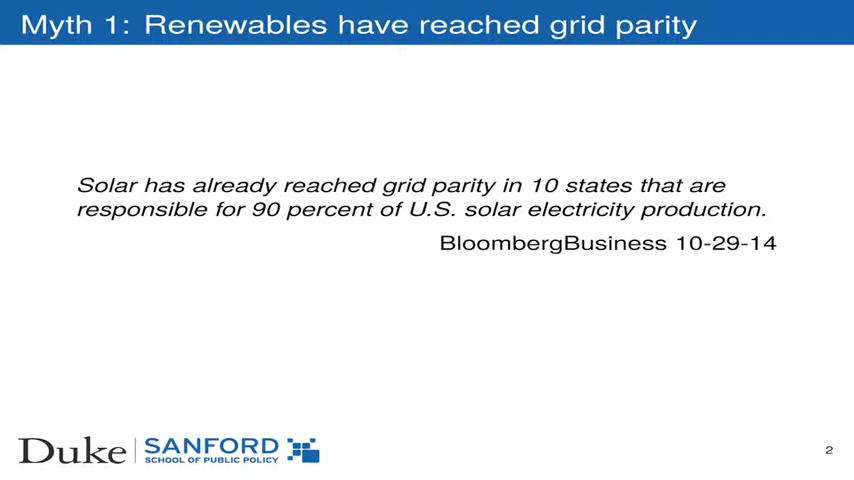 Myth 1: Renewables have reached grid parity
Solar has already reached grid parity in 10 states that are
responsible for 90 percent of U.S. solar electricity production.
BloombergBusiness 10-29-14
Duke SANFORD
SCHOOL OF PUBLIC POLICY
2